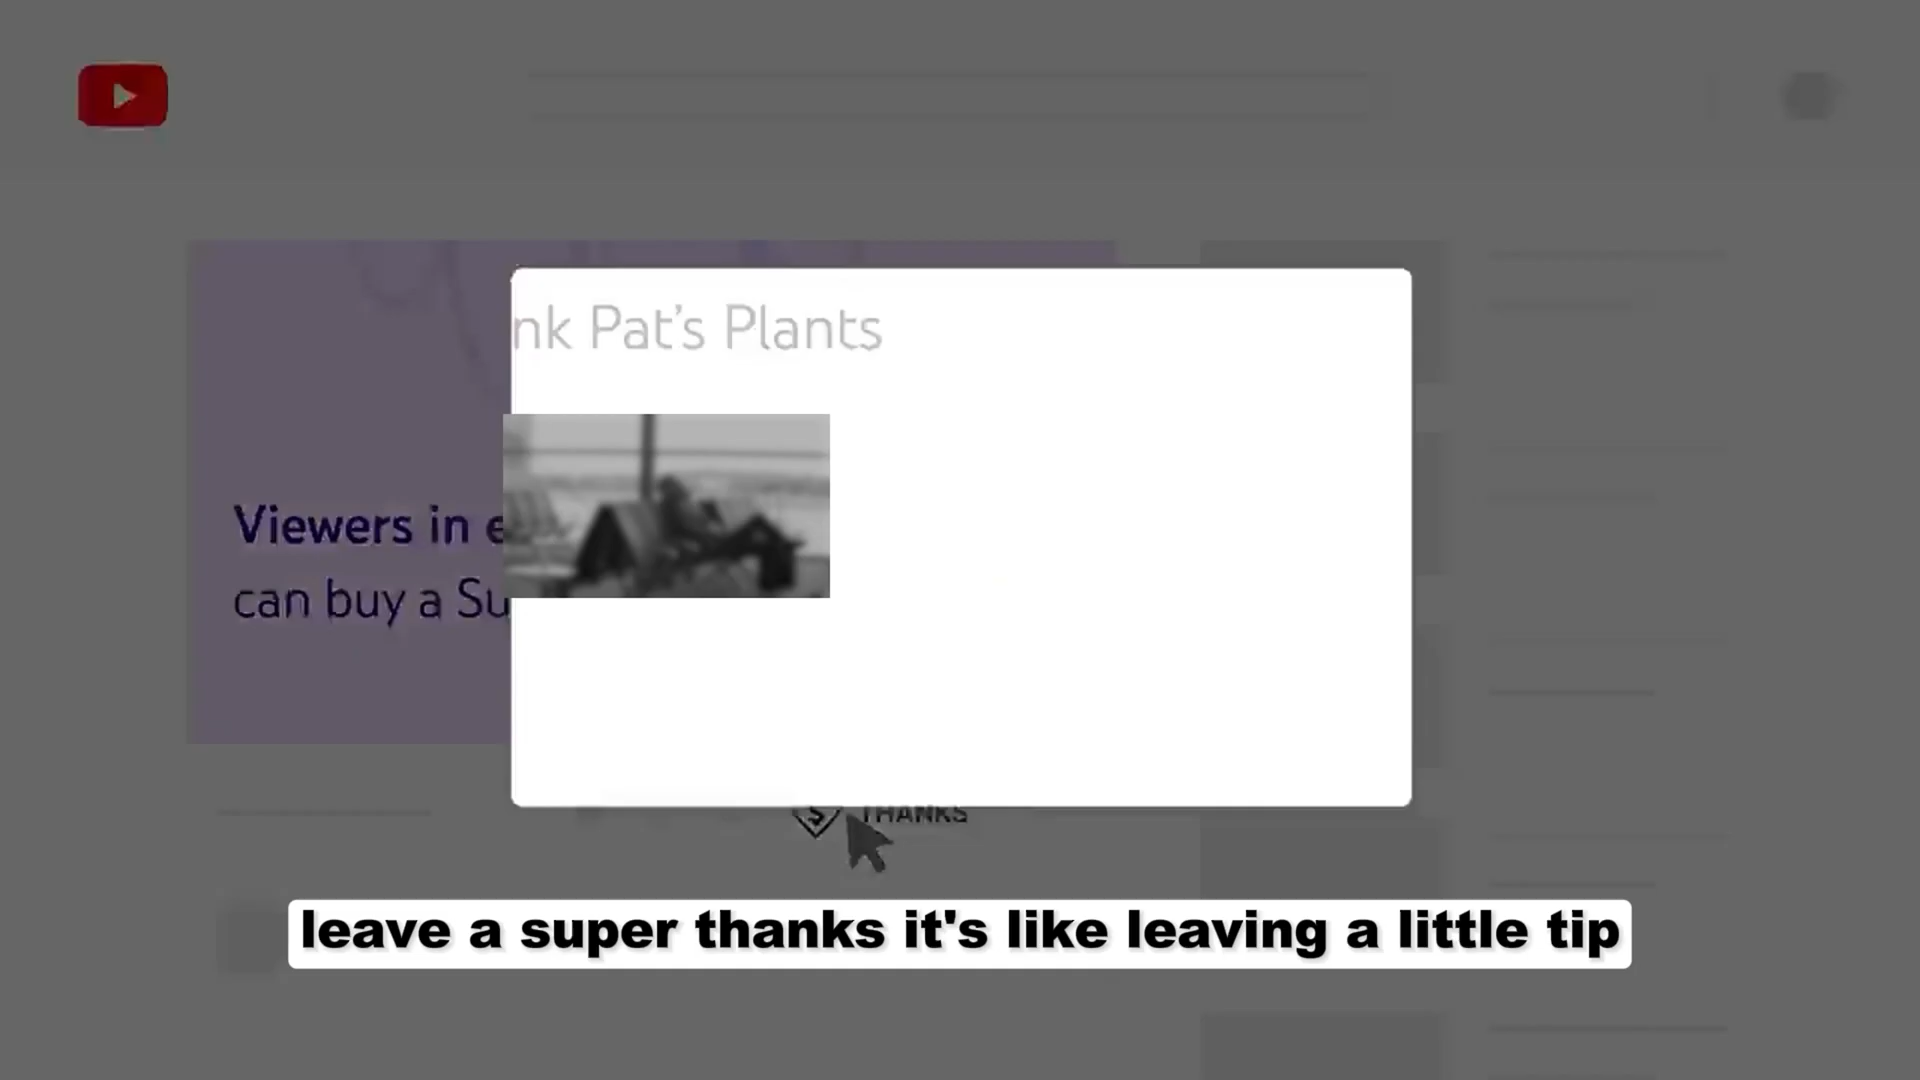 nk Pat's Plants
Viewers in e
can buy a Su
THANKS
leave a super thanks it's like leaving a little tip